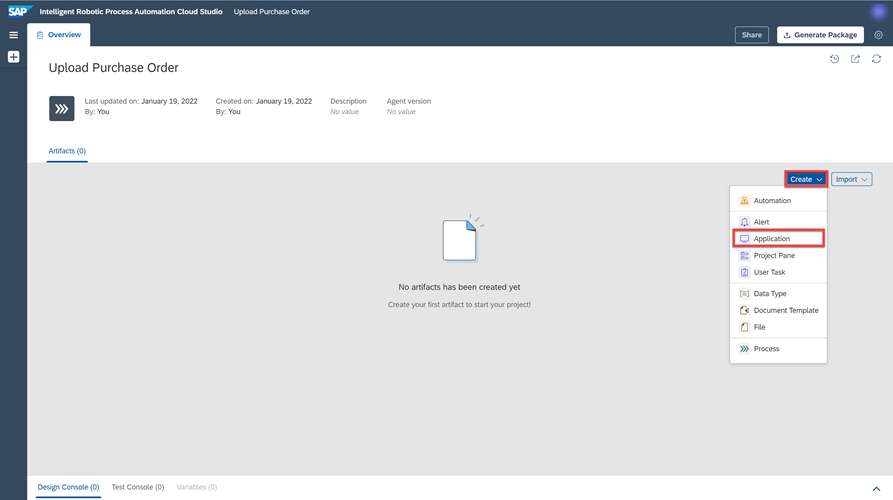 SAP Intelligent Robotic Process Automation Cloud Studio Upload Purchase Order
Overview
Share
Generate Package
Upload Purchase Order
Last updated on: January 19, 2022
By: You
Created on: January 19, 2022
By: You
Description
No value
Agent version
No value
Artifacts (0)
Create
Import
Automation
Alert
Application
Project Pane
User Task
Data Type
Document Template
File
Process
No artifacts has been created yet
Create your first artifact to start your project!
Design Console (0) Test Console (0) Variables (0)